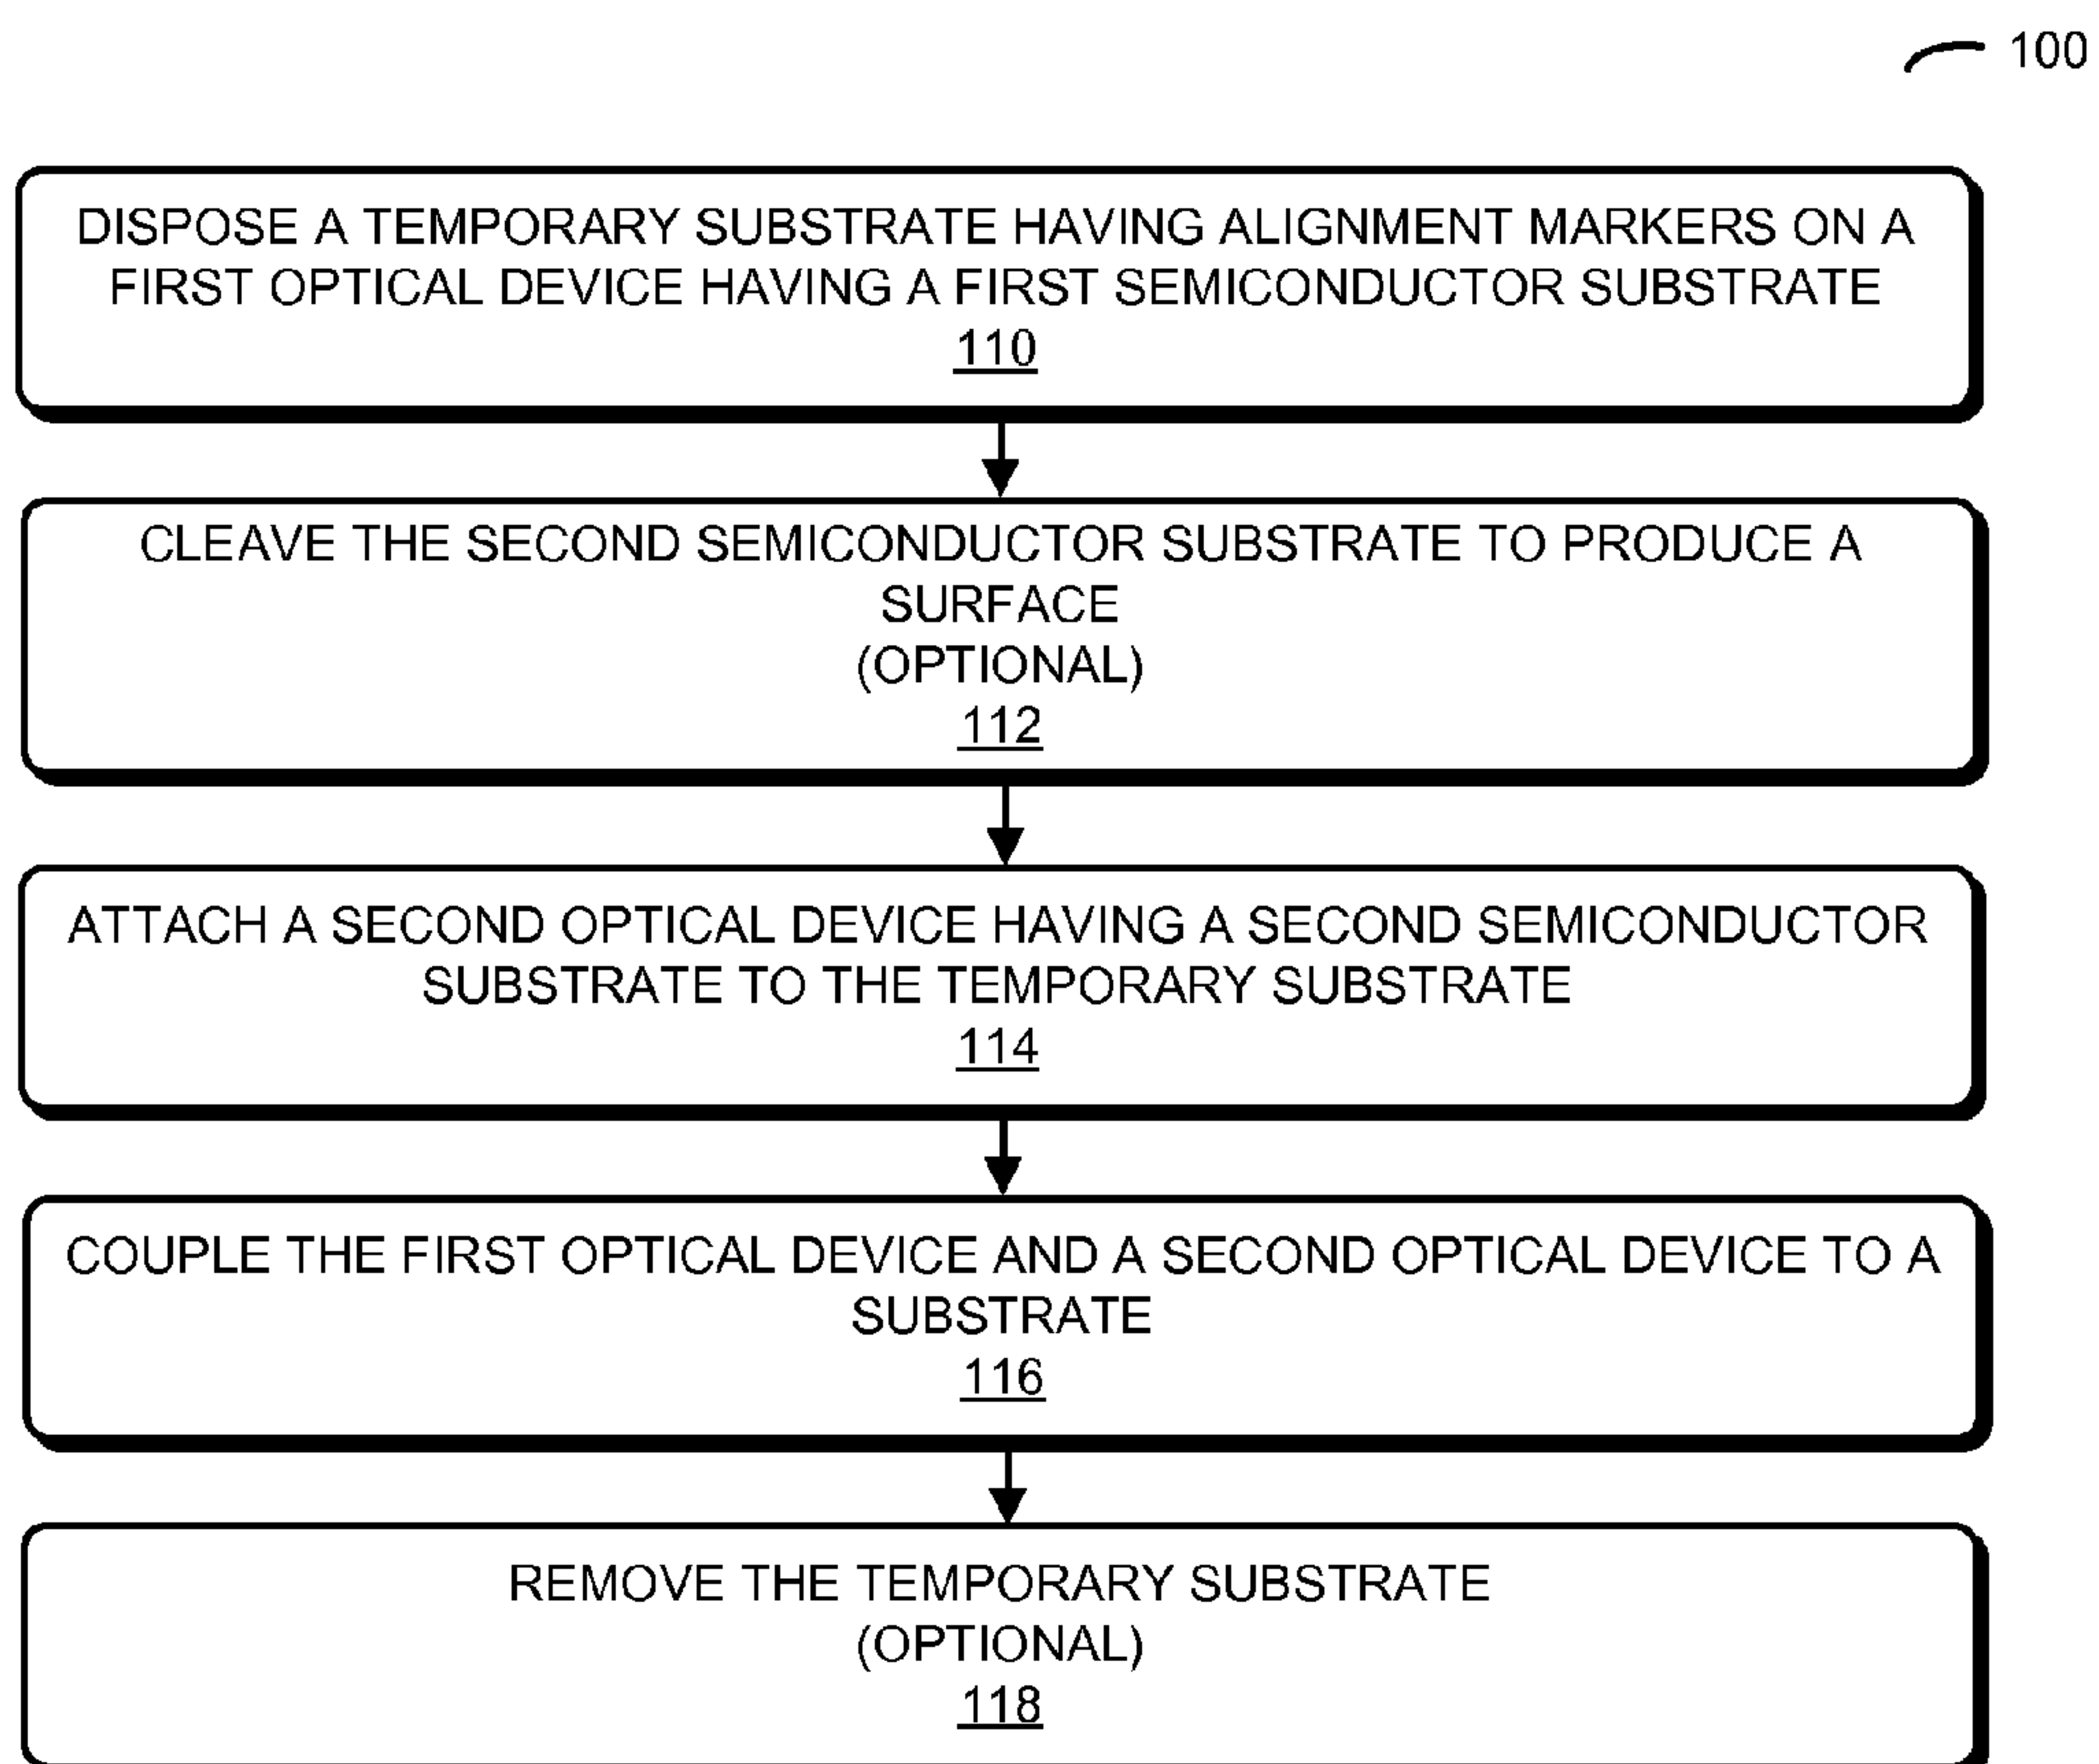 100
DISPOSE A TEMPORARY SUBSTRATE HAVING ALIGNMENT MARKERS ON A
FIRST OPTICAL DEVICE HAVING A FIRST SEMICONDUCTOR SUBSTRATE
110
CLEAVE THE SECOND SEMICONDUCTOR SUBSTRATE TO PRODUCE A
SURFACE
(OPTIONAL)
112
ATTACH A SECOND OPTICAL DEVICE HAVING A SECOND SEMICONDUCTOR
SUBSTRATE TO THE TEMPORARY SUBSTRATE
114
COUPLE THE FIRST OPTICAL DEVICE AND A SECOND OPTICAL DEVICE TO A
SUBSTRATE
116
REMOVE THE TEMPORARY SUBSTRATE
(OPTIONAL)
118